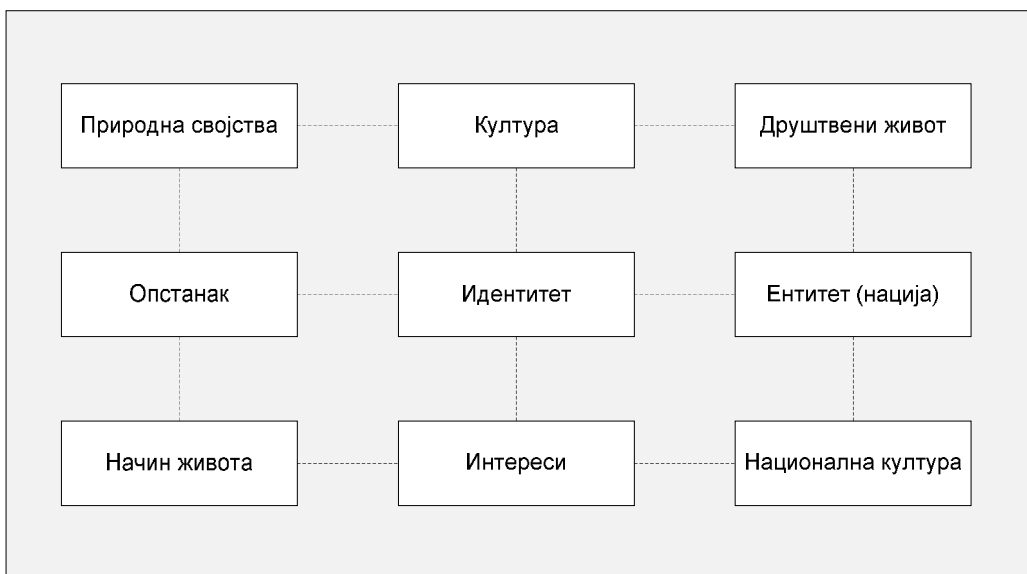 Природна својства
Култура
Друштвени живот
Опстанак
Идентитет
Ентитет (нација)
Начин живота
Интереси
Национална култура